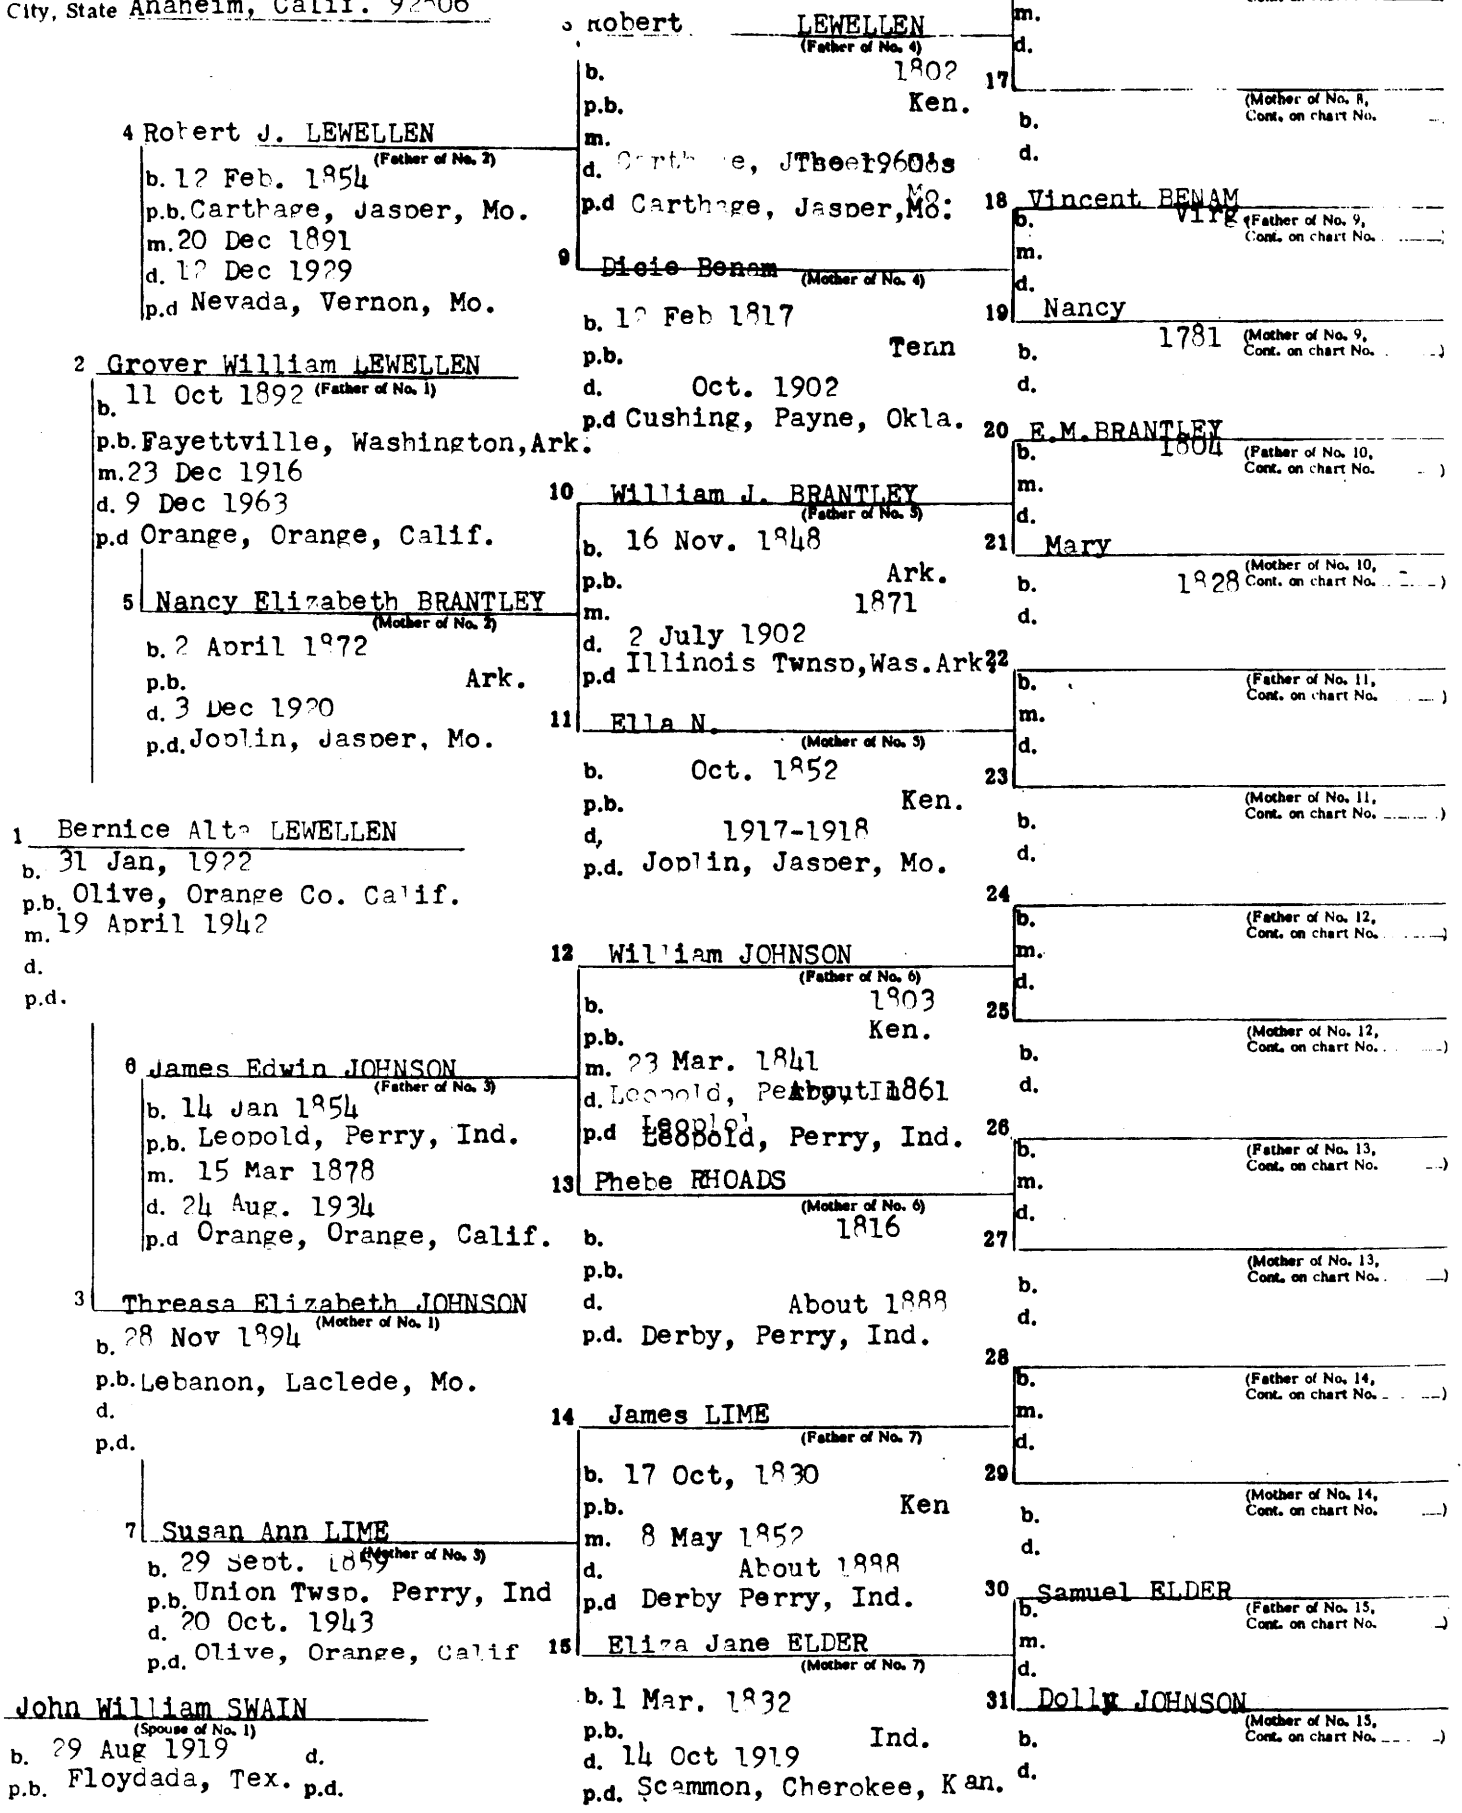 City, State Anaheim, Calif.
Robert LEWELLEN
(Father of No. 4)
b. 1802
p.b. Ken.
m.
d. The 1960's
p.d Carthage, Jasper, Mo.
m.
d.
17
(Mother of No. 8,
Cont. on chart No.
b.
d.
4 Robert J. LEWELLEN
(Father of No. 2)
b. 12 Feb. 1854
p.b. Carthage, Jasper, Mo.
m. 20 Dec 1891
d. 12 Dec 1929
p.d Nevada, Vernon, Mo.
9 Dicie Benam
(Mother of No. 4)
b. 12 Feb 1817
p.b. Tenn
d. Oct. 1902
p.d Cushing, Payne, Okla.
18 Vincent BENAM
b. Virg (Father of No. 9,
Cont. on chart No.
m.
d.
19 Nancy
b. 1781 (Mother of No. 9,
Cont. on chart No. )
d.
2 Grover William LEWELLEN
b. 11 Oct 1892 (Father of No. 1)
p.b. Fayettville, Washington, Ark.
m. 23 Dec 1916
d. 9 Dec 1963
p.d Orange, Orange, Calif.
20 E.M. BRANTLEY
b. 1804 (Father of No. 10,
Cont. on chart No. )
m.
d.
10 William J. BRANTLEY
(Father of No. 5)
b. 16 Nov. 1848
p.b. Ark.
m. 1871
d. 2 July 1902
p.d Illinois Twnsp, Was. Ark.
21 Mary
(Mother of No. 10,
b. 1828 Cont. on chart No. )
d.
5 Nancy Elizabeth BRANTLEY
(Mother of No. 2)
b. 2 April 1872
p.b. Ark.
d. 3 Dec 1920
p.d. Joplin, Jasper, Mo.
22
b. (Father of No. 11,
Cont. on chart No. )
m.
d.
11 Ella N.
(Mother of No. 5)
b. Oct. 1852
p.b. Ken.
d, 1917-1918
p.d. Joplin, Jasper, Mo.
23
(Mother of No. 11,
b. Cont. on chart No. )
d.
1 Bernice Alta LEWELLEN
b. 31 Jan, 1922
p.b. Olive, Orange Co. Calif.
m. 19 April 1942
d.
p.d.
24
b. (Father of No. 12,
Cont. on chart No. )
m.
d.
12 William JOHNSON
(Father of No. 6)
b. 1803
p.b. Ken.
m. 23 Mar. 1841
d. About 1861
p.d Leopold, Perry, Ind.
25
(Mother of No. 12,
b. Cont. on chart No. )
d.
6 James Edwin JOHNSON
(Father of No. 3)
b. 14 Jan 1854
p.b. Leopold, Perry, Ind.
m. 15 Mar 1878
d. 24 Aug. 1934
p.d Orange, Orange, Calif.
26
b. (Father of No. 13,
Cont. on chart No. )
m.
d.
13 Phebe RHOADS
(Mother of No. 6)
b. 1816
p.b.
d. About 1888
p.d. Derby, Perry, Ind.
27
(Mother of No. 13,
b. Cont. on chart No. )
d.
3 Threasa Elizabeth JOHNSON
(Mother of No. 1)
b. 28 Nov 1894
p.b. Lebanon, Laclede, Mo.
d.
p.d.
28
b. (Father of No. 14,
Cont. on chart No. )
m.
d.
14 James LIME
(Father of No. 7)
b. 17 Oct, 1830
p.b. Ken
m. 8 May 1852
d. About 1888
p.d Derby Perry, Ind.
29
(Mother of No. 14,
b. Cont. on chart No. )
d.
7 Susan Ann LIME
(Mother of No. 3)
b. 29 Sept.
p.b. Union Twsp. Perry, Ind
d. 20 Oct. 1943
p.d. Olive, Orange, Calif
30 Samuel ELDER
b. (Father of No. 15,
Cont. on chart No. )
m.
d.
15 Eliza Jane ELDER
(Mother of No. 7)
b. 1 Mar. 1832
p.b. Ind.
d. 14 Oct 1919
p.d. Scammon, Cherokee, Kan.
31 Dolly JOHNSON
(Mother of No. 15,
b. Cont. on chart No. )
d.
John William SWAIN
(Spouse of No. 1)
b. 29 Aug 1919 d.
p.b. Floydada, Tex. p.d.